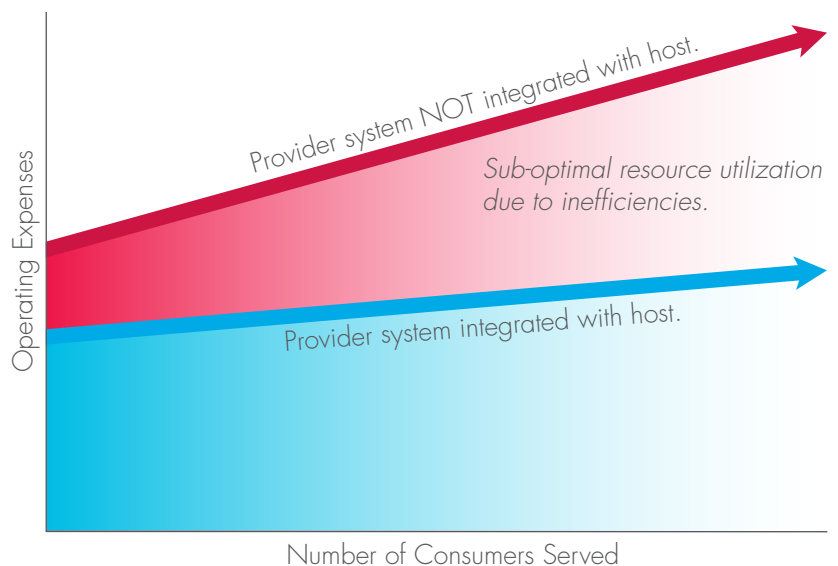 Provider system NOT integrated with host.
Sub-optimal resource utilization
due to inefficiencies.
Provider system integrated with host.
Operating Expenses
Number of Consumers Served